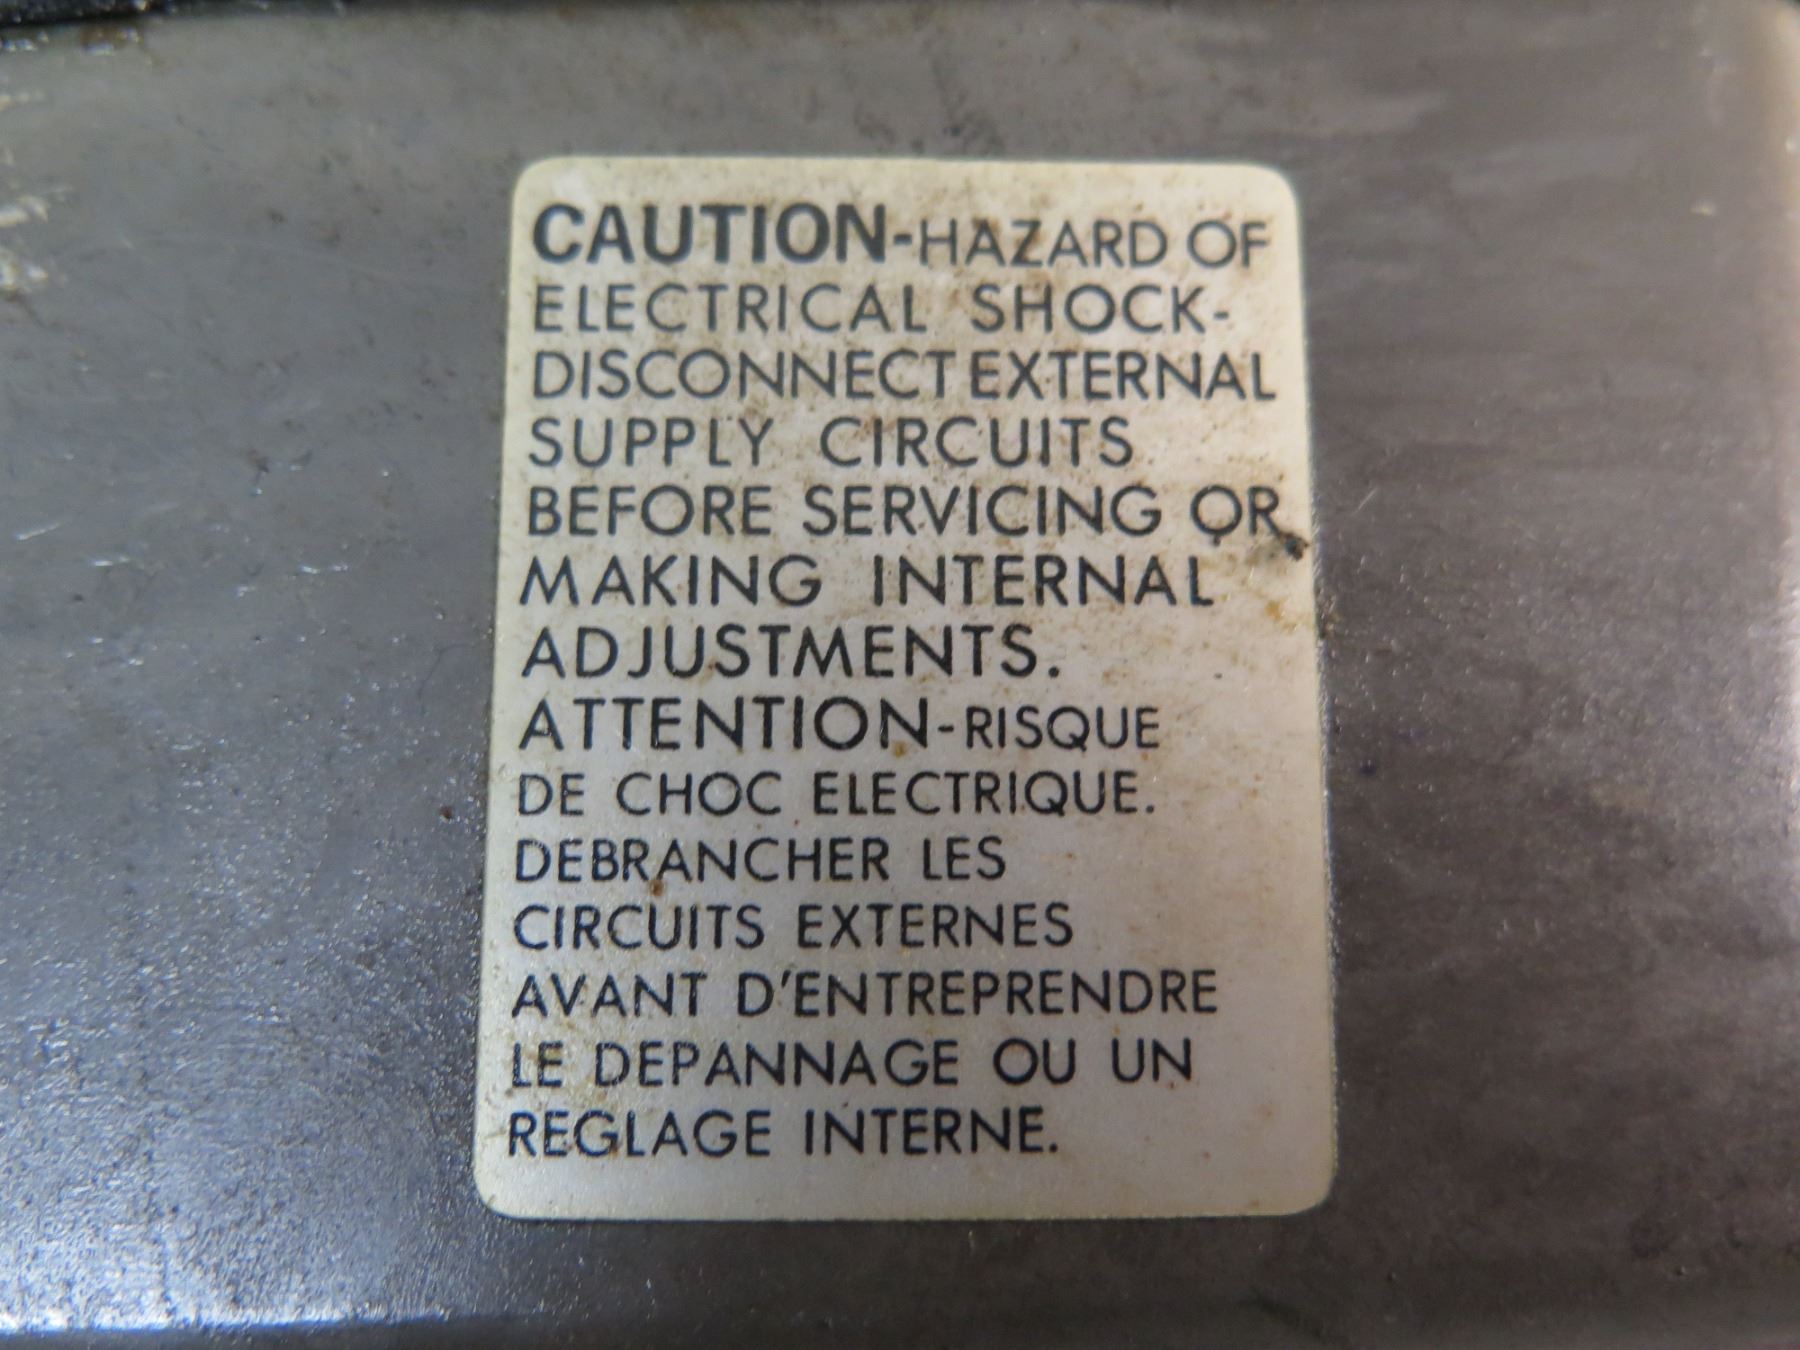 CAUTION-HAZARD OF
ELECTRICAL SHOCK-
DISCONNECT EXTERNAL
SUPPLY CIRCUITS
BEFORE SERVICING OR
MAKING INTERNAL
ADJUSTMENTS.
ATTENTION-RISQUE
DE CHOC ELECTRIQUE.
DEBRANCHER LES
CIRCUITS EXTERNES
AVANT D'ENTREPRENDRE
LE DEPANNAGE OU UN
REGLAGE INTERNE.